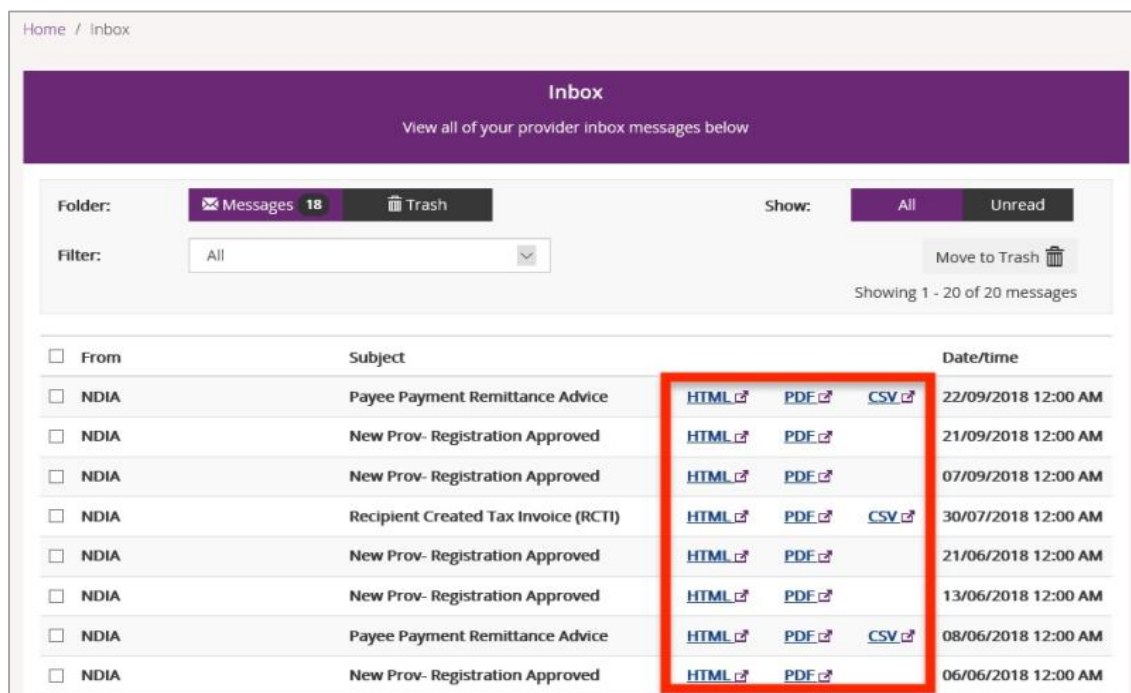 Home / Inbox
Inbox
View all of your provider inbox messages below
Folder: Messages 18 Trash Show: All Unread
Filter: All Move to Trash
Showing 1 - 20 of 20 messages
From Subject Date/time
NDIA Payee Payment Remittance Advice HTML PDF CSV 22/09/2018 12:00 AM
NDIA New Prov- Registration Approved HTML PDF 21/09/2018 12:00 AM
NDIA New Prov- Registration Approved HTML PDF 07/09/2018 12:00 AM
NDIA Recipient Created Tax Invoice (RCTI) HTML PDF CSV 30/07/2018 12:00 AM
NDIA New Prov- Registration Approved HTML PDF 21/06/2018 12:00 AM
NDIA New Prov- Registration Approved HTML PDF 13/06/2018 12:00 AM
NDIA Payee Payment Remittance Advice HTML PDF CSV 08/06/2018 12:00 AM
NDIA New Prov- Registration Approved HTML PDF 06/06/2018 12:00 AM